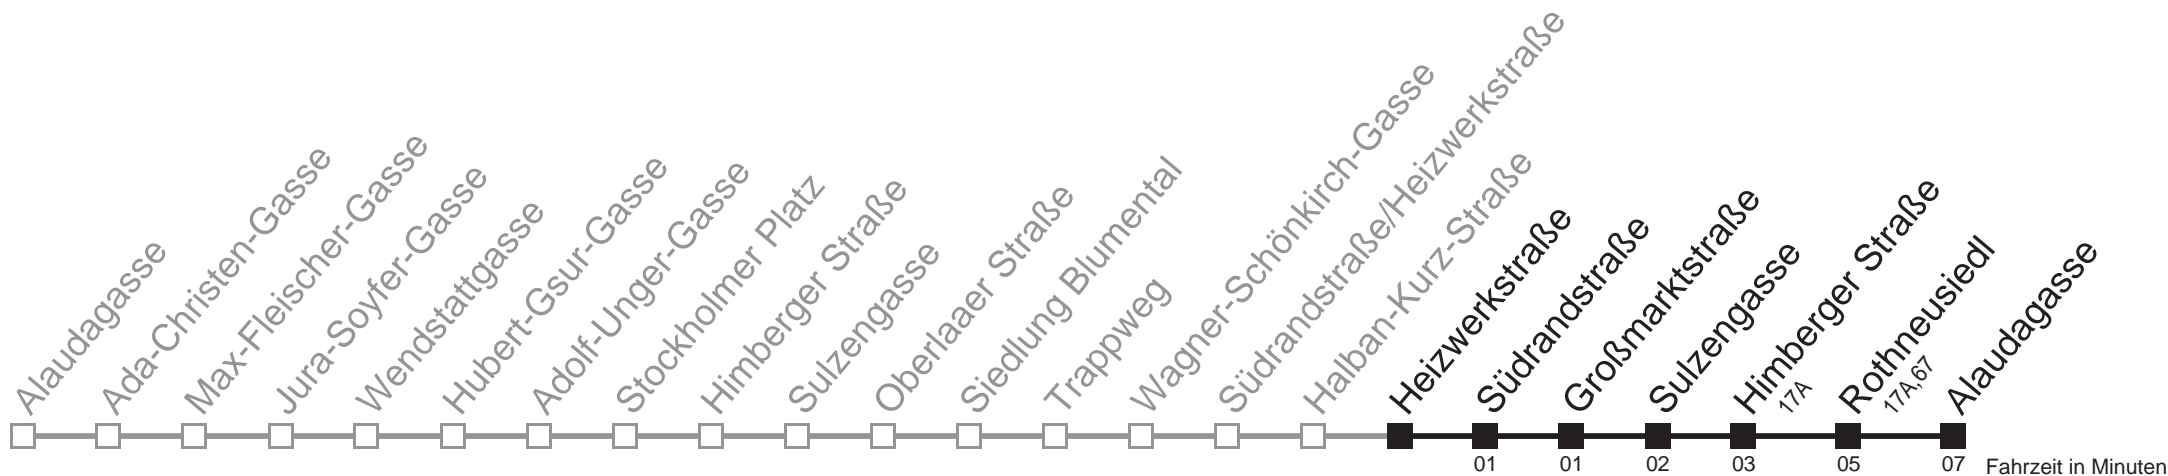 Alaudagasse
Ada-Christen-Gasse
Max-Fleischer-Gasse
Jura-Soyfer-Gasse
Wendstattgasse
Hubert-Gsur-Gasse
Adolf-Unger-Gasse
Stockholmer Platz
Himberger Straße
Sulzengasse
Oberlaaer Straße
Siedlung Blumental
Trappweg
Wagner-Schönkirch-Gasse
Südrandstraße/Heizwerkstraße
Halban-Kurz-Straße
Heizwerkstraße
Südrandstraße
Großmarktstraße
Sulzengasse
Himberger Straße
17A
Rothneusiedl
17A,67
Alaudagasse
01 01 02 03 05 07 Fahrzeit in Minuten